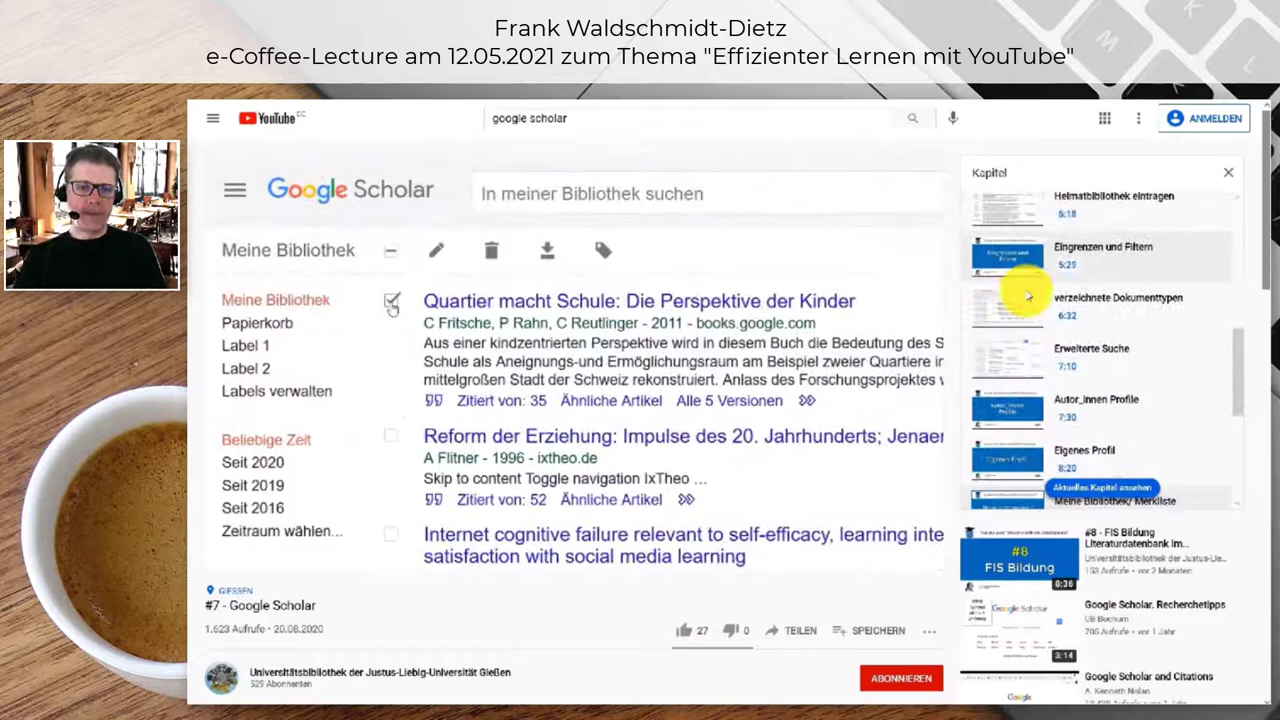 Frank Waldschmidt-Dietz
e-Coffee-Lecture am 12.05.2021 zum Thema "Effizienter Lernen mit YouTube"
YouTube DE
google scholar
ANMELDEN
Google Scholar
In meiner Bibliothek suchen
Meine Bibliothek
Meine Bibliothek
Papierkorb
Label 1
Label 2
Labels verwalten
Beliebige Zeit
Seit 2020
Seit 2019
Seit 2016
Zeitraum wählen...
Quartier macht Schule: Die Perspektive der Kinder
C Fritsche, P Rahn, C Reutlinger - 2011 - books.google.com
Aus einer kindzentrierten Perspektive wird in diesem Buch die Bedeutung des S
Schule als Aneignungs-und Ermöglichungsraum am Beispiel zweier Quartiere ir
mittelgroßen Stadt der Schweiz rekonstruiert. Anlass des Forschungsprojektes v
Zitiert von: 35 Ähnliche Artikel Alle 5 Versionen
Reform der Erziehung: Impulse des 20. Jahrhunderts; Jenaer
A Flitner - 1996 - ixtheo.de
Skip to content Toggle navigation IxTheo ...
Zitiert von: 52 Ähnliche Artikel
Internet cognitive failure relevant to self-efficacy, learning inte
satisfaction with social media learning
GIESSEN
#7 - Google Scholar
1.623 Aufrufe • 20.08.2020
27
0
TEILEN
SPEICHERN
Universitätsbibliothek der Justus-Liebig-Universität Gießen
529 Abonnenten
ABONNIEREN
Kapitel
Heimatbibliothek eintragen
5:18
Eingrenzen und Filtern
Eingrenzen und
Filtern
5:29
verzeichnete Dokumenttypen
6:32
Erweiterte Suche
7:10
Autor_innen Profile
Autor_innen
Profile
7:30
Eigenes Profil
Eigenes Profil
8:20
Aktuelles Kapitel ansehen
Meine Bibliothek/ Merkliste
#8
FIS Bildung
8:36
#8 - FIS Bildung
Literaturdatenbank im...
Universitätsbibliothek der Justus-Lie...
153 Aufrufe • vor 2 Monaten
Google Scholar
3:14
Google Scholar. Recherchetipps
UB Bochum
705 Aufrufe • vor 1 Jahr
Google
Google Scholar and Citations
A. Kenneth Nolan